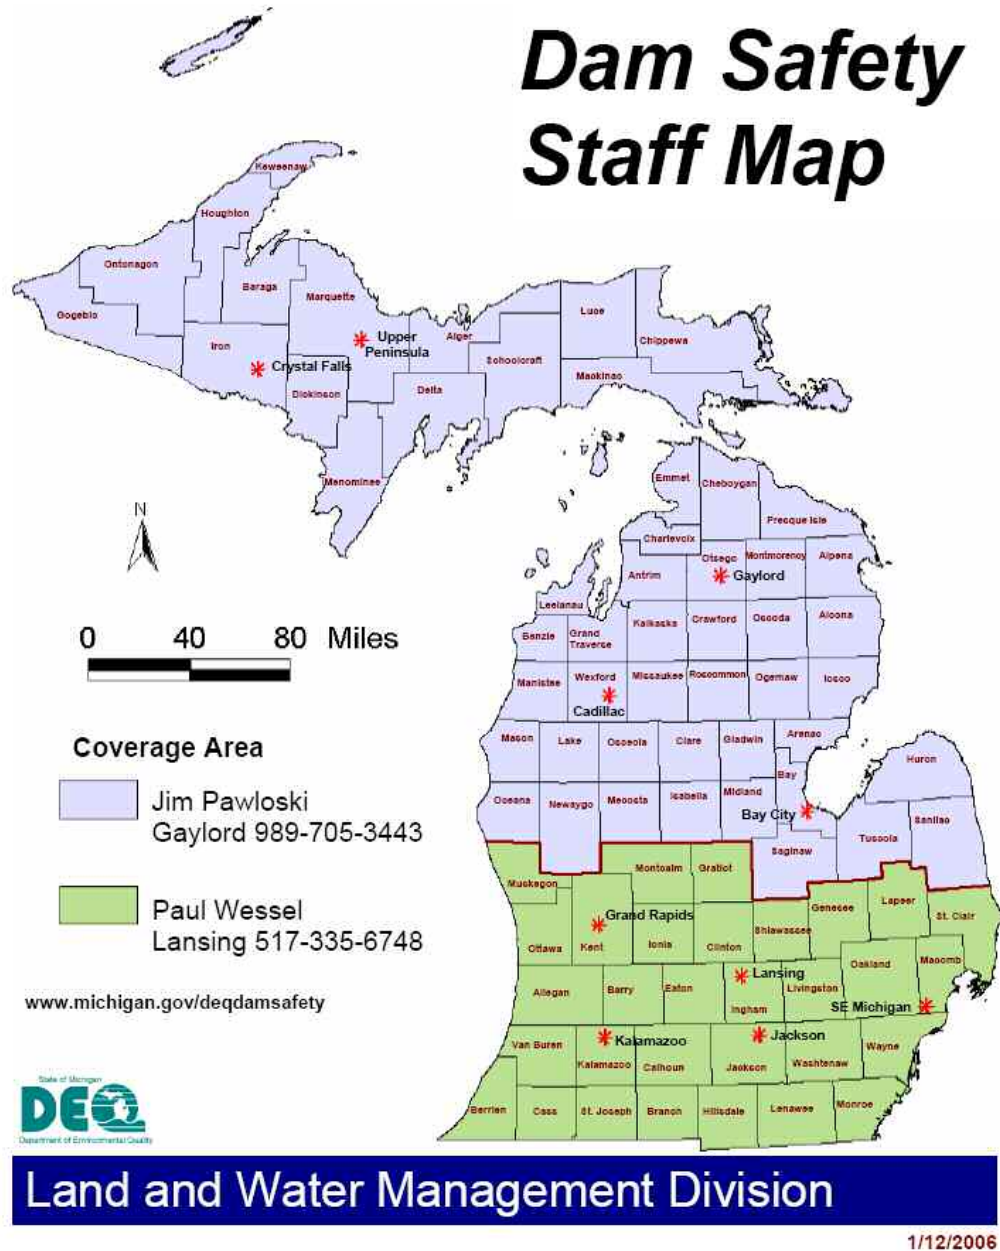 Dam Safety
Staff Map
Keweenaw
Houghton
Ontonagon
Baraga
Marquette
Gogebic
Luce
Iron
Upper
Peninsula
Alger
Chippewa
Crystal Falls
Schoolcraft
Mackinac
Dickinson
Delta
Menominee
Emmet
Cheboygan
Presque Isle
Charlevoix
Otsego
Montmorency
Alpena
Antrim
Gaylord
Leelanau
Kalkaska
Crawford
Oscoda
Alcona
Benzie
Grand
Traverse
Manistee
Wexford
Missaukee
Roscommon
Ogemaw
Iosco
Cadillac
Mason
Lake
Osceola
Clare
Gladwin
Arenac
Huron
Bay
Oceana
Newaygo
Mecosta
Isabella
Midland
Bay City
Sanilac
Tuscola
Saginaw
Montcalm
Gratiot
Muskegon
Genesee
Lapeer
St. Clair
Grand Rapids
Shiawassee
Ottawa
Kent
Ionia
Clinton
Oakland
Macomb
Lansing
Allegan
Barry
Eaton
Livingston
Ingham
SE Michigan
Kalamazoo
Jackson
Van Buren
Kalamazoo
Calhoun
Jackson
Washtenaw
Wayne
Berrien
Cass
St. Joseph
Branch
Hillsdale
Lenawee
Monroe
N
0 40 80 Miles
Coverage Area
Jim Pawloski
Gaylord 989-705-3443
Paul Wessel
Lansing 517-335-6748
www.michigan.gov/deqdamsafety
State of Michigan
DEQ
Department of Environmental Quality
Land and Water Management Division
1/12/2006